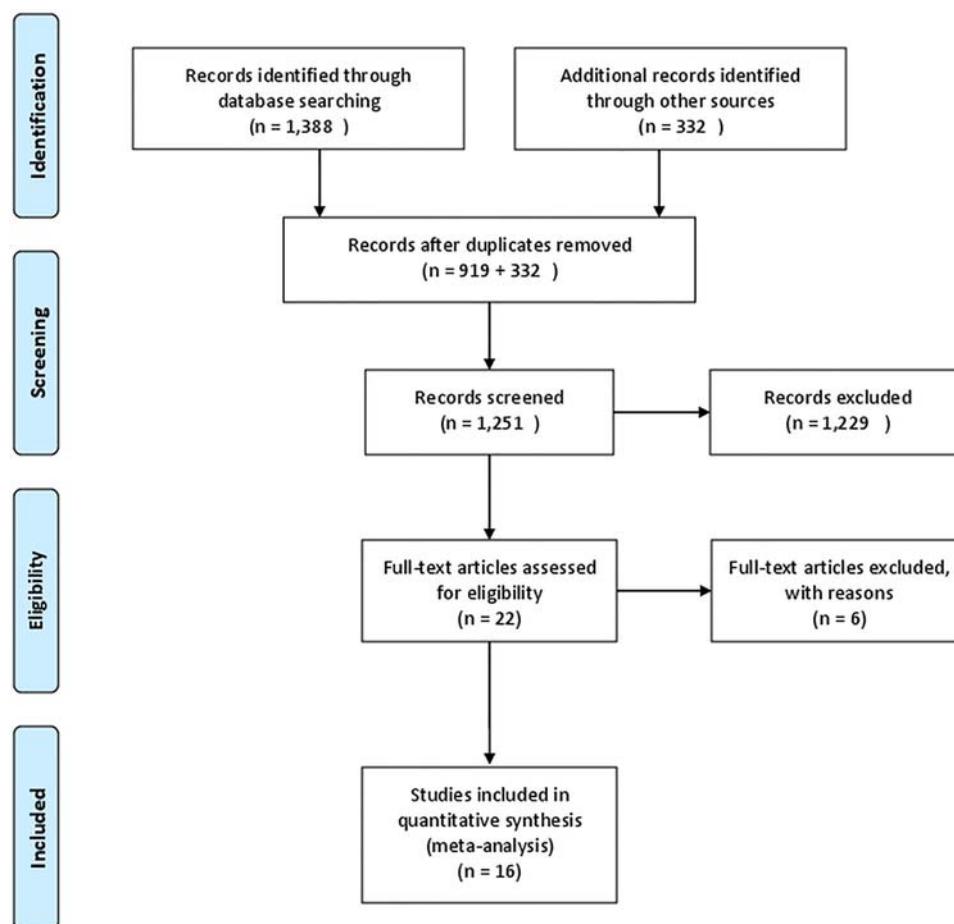 Identification
Records identified through
database searching
(n = 1,388 )
Additional records identified
through other sources
(n = 332 )
Records after duplicates removed
(n = 919 + 332 )
Screening
Records screened
(n = 1,251 )
Records excluded
(n = 1,229 )
Eligibility
Full-text articles assessed
for eligibility
(n = 22)
Full-text articles excluded,
with reasons
(n = 6)
Included
Studies included in
quantitative synthesis
(meta-analysis)
(n = 16)